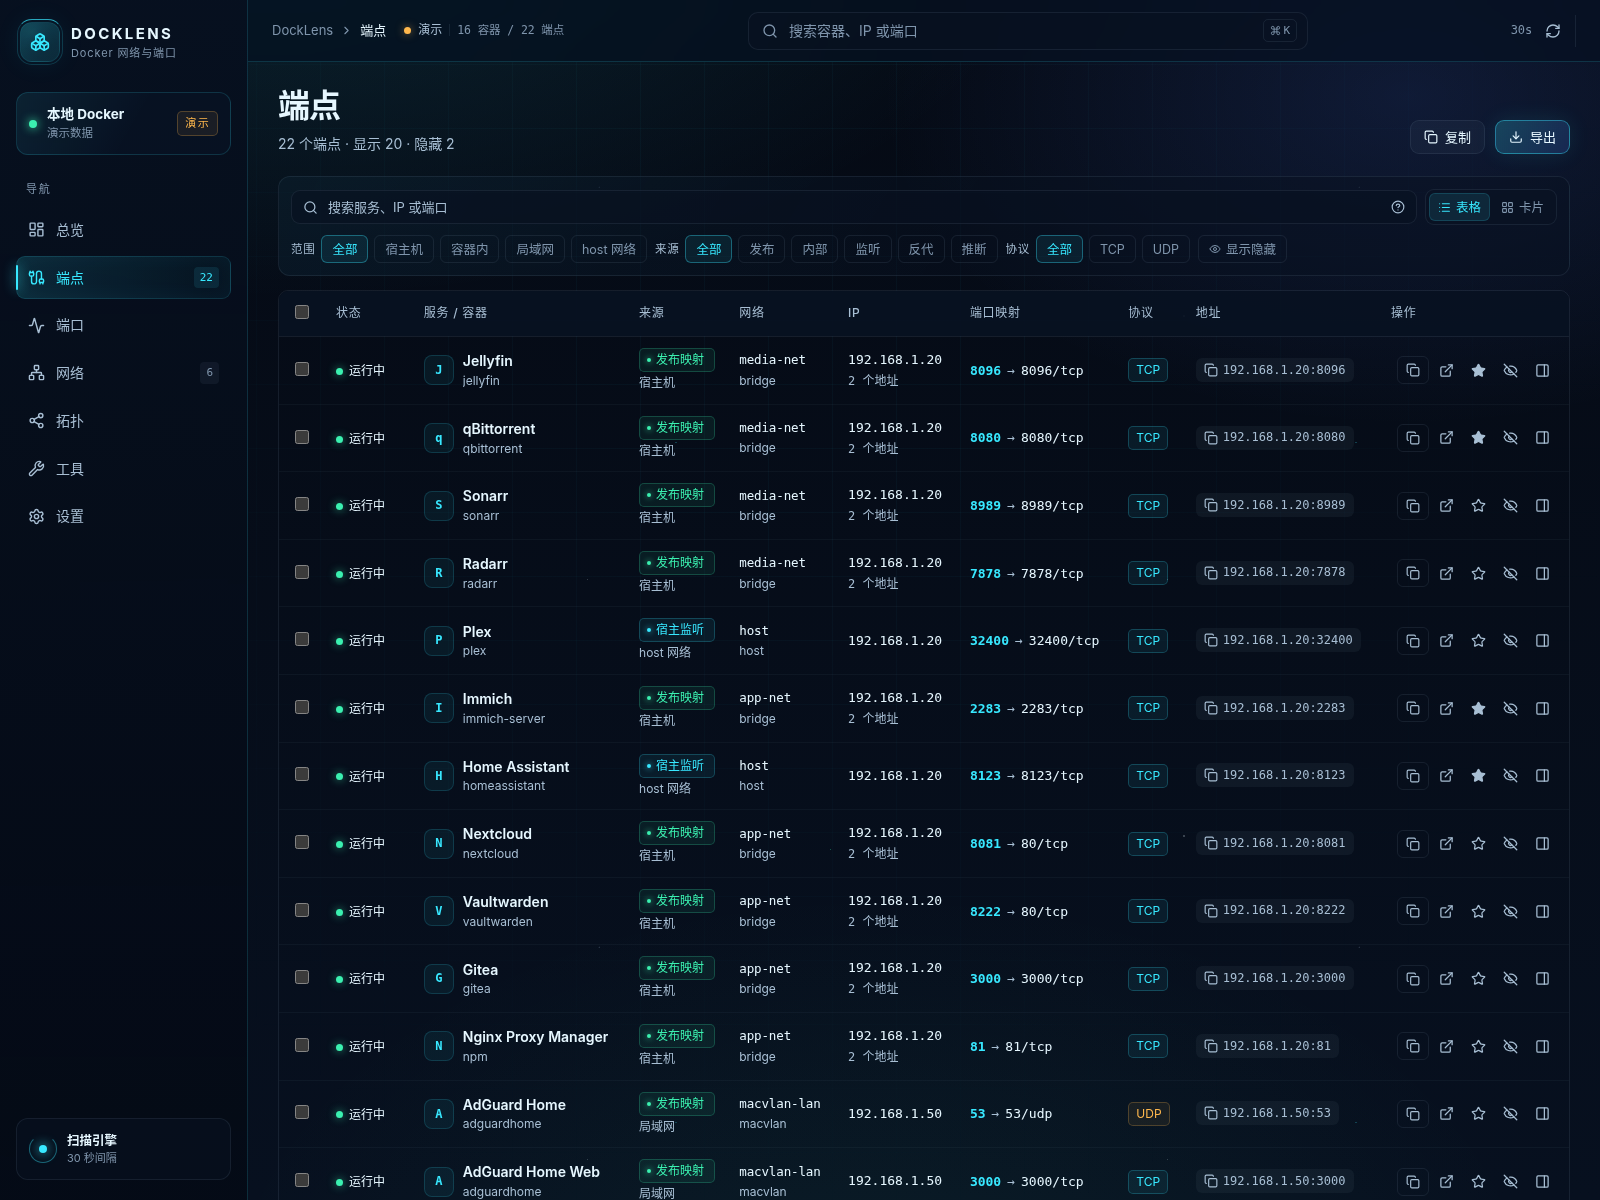 DOCKLENS
Docker 网络与端口
本地 Docker
演示数据
演示
导航
总览
端点
22
端口
网络
6
拓扑
工具
设置
扫描引擎
30 秒间隔
DockLens > 端点
演示
16 容器 / 22 端点
搜索容器、IP 或端口
⌘K
30s
端点
22 个端点 · 显示 20 · 隐藏 2
复制
导出
搜索服务、IP 或端口
表格
卡片
范围 全部 宿主机 容器内 局域网 host 网络 来源 全部 发布 内部 监听 反代 推断 协议 全部 TCP UDP 显示隐藏
状态 服务 / 容器 来源 网络 IP 端口映射 协议 地址 操作
运行中 J Jellyfin 发布映射 media-net 192.168.1.20 8096 → 8096/tcp TCP 192.168.1.20:8096
jellyfin 宿主机 bridge 2 个地址
运行中 q qBittorrent 发布映射 media-net 192.168.1.20 8080 → 8080/tcp TCP 192.168.1.20:8080
qbittorrent 宿主机 bridge 2 个地址
运行中 S Sonarr 发布映射 media-net 192.168.1.20 8989 → 8989/tcp TCP 192.168.1.20:8989
sonarr 宿主机 bridge 2 个地址
运行中 R Radarr 发布映射 media-net 192.168.1.20 7878 → 7878/tcp TCP 192.168.1.20:7878
radarr 宿主机 bridge 2 个地址
运行中 P Plex 宿主监听 host 192.168.1.20 32400 → 32400/tcp TCP 192.168.1.20:32400
plex host 网络 host
运行中 I Immich 发布映射 app-net 192.168.1.20 2283 → 2283/tcp TCP 192.168.1.20:2283
immich-server 宿主机 bridge 2 个地址
运行中 H Home Assistant 宿主监听 host 192.168.1.20 8123 → 8123/tcp TCP 192.168.1.20:8123
homeassistant host 网络 host
运行中 N Nextcloud 发布映射 app-net 192.168.1.20 8081 → 80/tcp TCP 192.168.1.20:8081
nextcloud 宿主机 bridge 2 个地址
运行中 V Vaultwarden 发布映射 app-net 192.168.1.20 8222 → 80/tcp TCP 192.168.1.20:8222
vaultwarden 宿主机 bridge 2 个地址
运行中 G Gitea 发布映射 app-net 192.168.1.20 3000 → 3000/tcp TCP 192.168.1.20:3000
gitea 宿主机 bridge 2 个地址
运行中 N Nginx Proxy Manager 发布映射 app-net 192.168.1.20 81 → 81/tcp TCP 192.168.1.20:81
npm 宿主机 bridge 2 个地址
运行中 A AdGuard Home 发布映射 macvlan-lan 192.168.1.50 53 → 53/udp UDP 192.168.1.50:53
adguardhome 局域网 macvlan
运行中 A AdGuard Home Web 发布映射 macvlan-lan 192.168.1.50 3000 → 3000/tcp TCP 192.168.1.50:3000
adguardhome 局域网 macvlan